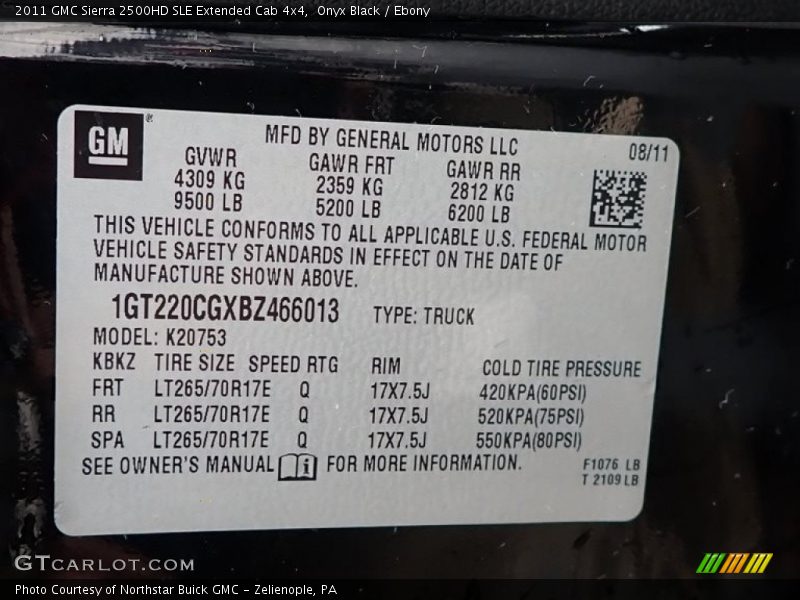 2011 GMC Sierra 2500HD SLE Extended Cab 4x4,  Onyx Black / Ebony
GM ®
MFD BY GENERAL MOTORS LLC
08/11
GVWR GAWR FRT GAWR RR
4309 KG 2359 KG 2812 KG
9500 LB 5200 LB 6200 LB
THIS VEHICLE CONFORMS TO ALL APPLICABLE U.S. FEDERAL MOTOR
VEHICLE SAFETY STANDARDS IN EFFECT ON THE DATE OF
MANUFACTURE SHOWN ABOVE.
1GT220CGXBZ466013 TYPE: TRUCK
MODEL: K20753
KBKZ TIRE SIZE SPEED RTG RIM COLD TIRE PRESSURE
FRT LT265/70R17E Q 17X7.5J 420KPA(60PSI)
RR LT265/70R17E Q 17X7.5J 520KPA(75PSI)
SPA LT265/70R17E Q 17X7.5J 550KPA(80PSI)
SEE OWNER'S MANUAL i FOR MORE INFORMATION.
F1076 LB
T 2109 LB
GTCARLOT.COM
Photo Courtesy of Northstar Buick GMC - Zelienople, PA